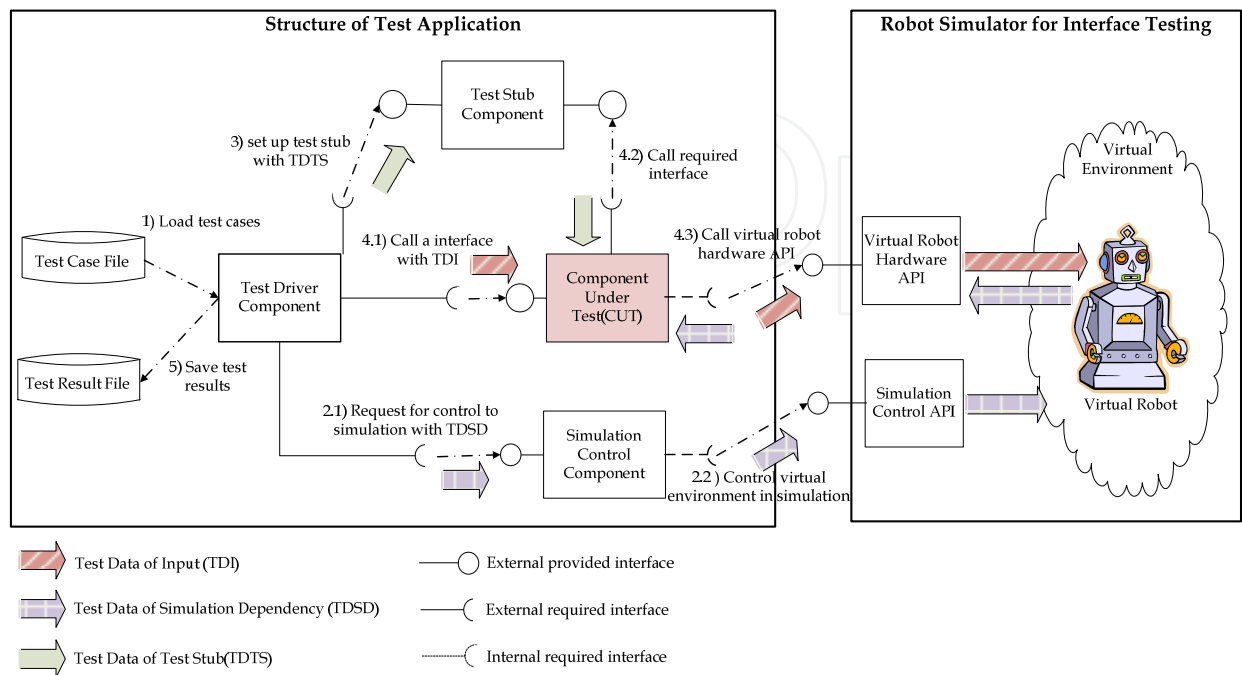 Structure of Test Application
Robot Simulator for Interface Testing
Test Stub
Component
3) set up test stub
with TDTS
4.2) Call required
interface
Virtual
Environment
1) Load test cases
Test Case File
4.1) Call a interface
with TDI
4.3) Call virtual robot
hardware API
Virtual Robot
Hardware
API
Test Driver
Component
Component
Under
Test(CUT)
5) Save test
results
Test Result File
2.1) Request for control to
simulation with TDSD
Simulation
Control
Component
Simulation
Control API
Virtual Robot
2.2 ) Control virtual
environment in simulation
Test Data of Input (TDI)
External provided interface
Test Data of Simulation Dependency (TDSD)
External required interface
Test Data of Test Stub(TDTS)
Internal required interface